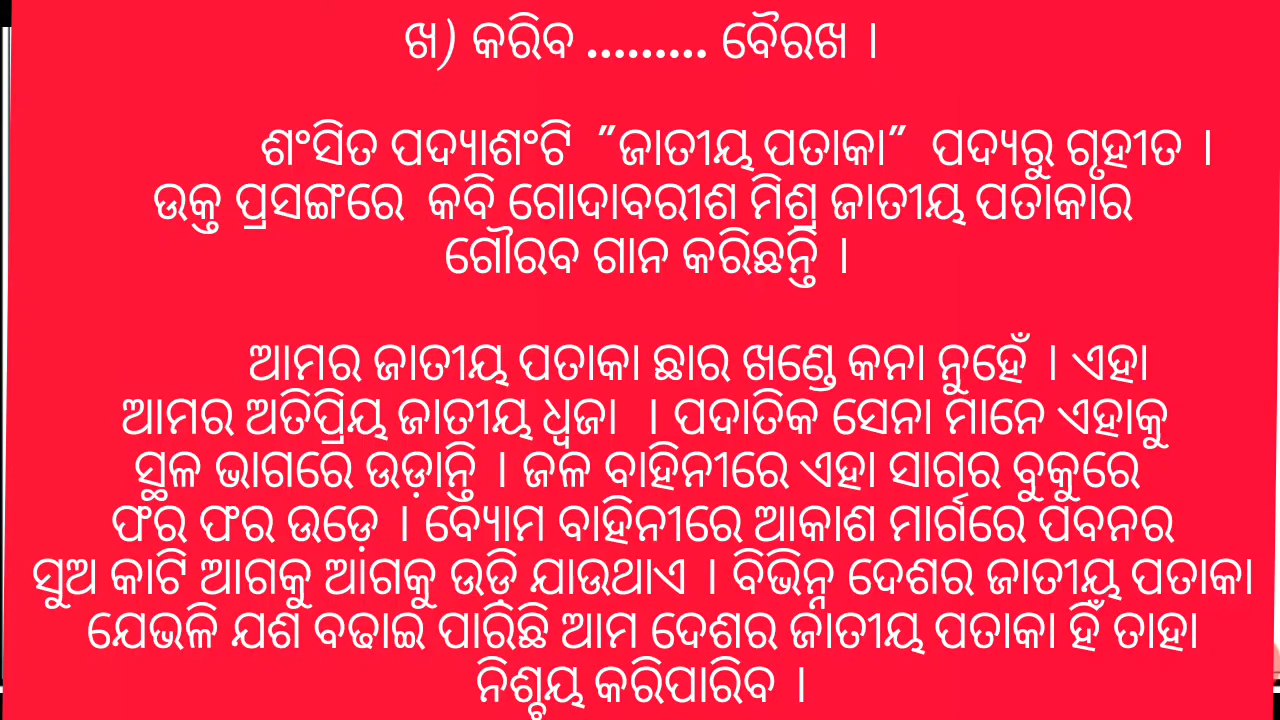 ଖ) କରିବ ......... ବୈରଖ ।
ଶଂସିତ ପଦ୍ୟାଶଂଟି "ଜାତୀୟ ପତାକା" ପଦ୍ୟରୁ ଗୃହୀତ ।
ଉକ୍ତ ପ୍ରସଙ୍ଗରେ କବି ଗୋଦାବରୀଶ ମିଶ୍ର ଜାତୀୟ ପତାକାର
ଗୌରବ ଗାନ କରିଛନ୍ତି ।
ଆମର ଜାତୀୟ ପତାକା ଛାର ଖଣ୍ଡେ କନା ନୁହେଁ । ଏହା
ଆମର ଅତିପ୍ରିୟ ଜାତୀୟ ଧ୍ଵଜା । ପଦାତିକ ସେନା ମାନେ ଏହାକୁ
ସ୍ଥଳ ଭାଗରେ ଉଡ଼ାନ୍ତି । ଜଳ ବାହିନୀରେ ଏହା ସାଗର ବୁକୁରେ
ଫର ଫର ଉଡ଼େ । ବ୍ୟୋମ ବାହିନୀରେ ଆକାଶ ମାର୍ଗରେ ପବନର
ସୁଅ କାଟି ଆଗକୁ ଆଗକୁ ଉଡ଼ି ଯାଉଥାଏ । ବିଭିନ୍ନ ଦେଶର ଜାତୀୟ ପତାକା
ଯେଭଳି ଯଶ ବଢାଇ ପାରିଛି ଆମ ଦେଶର ଜାତୀୟ ପତାକା ହିଁ ତାହା
ନିଶ୍ଚୟ କରିପାରିବ ।